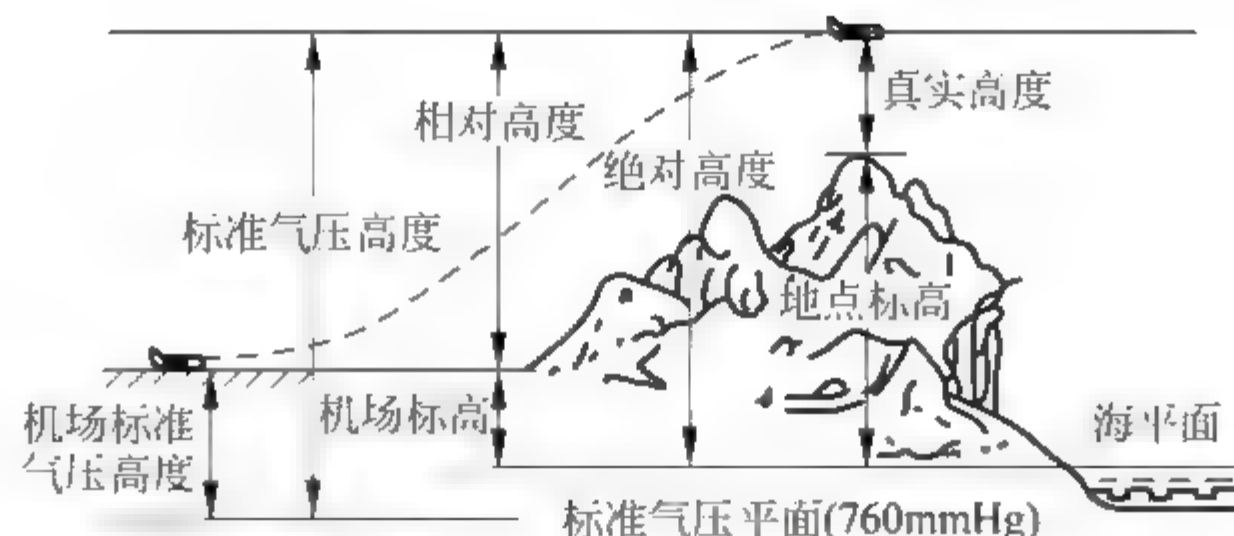 真实高度
相对高度
绝对高度
标准气压高度
地点标高
机场标准
气压高度
机场标高
海平面
标准气压平面(760mmHg)